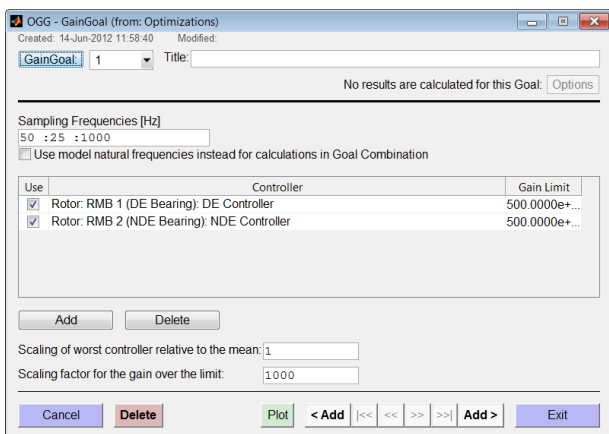 OGG - GainGoal (from: Optimizations)
Created: 14-Jun-2012 11:58:40 Modified:
GainGoal: 1 Title:
No results are calculated for this Goal: Options
Sampling Frequencies [Hz]
50 :25 :1000
Use model natural frequencies instead for calculations in Goal Combination
Use Controller Gain Limit
Rotor: RMB 1 (DE Bearing): DE Controller 500.0000e+...
Rotor: RMB 2 (NDE Bearing): NDE Controller 500.0000e+...
Add Delete
Scaling of worst controller relative to the mean: 1
Scaling factor for the gain over the limit: 1000
Cancel Delete Plot < Add |<< << >> >>| Add > Exit